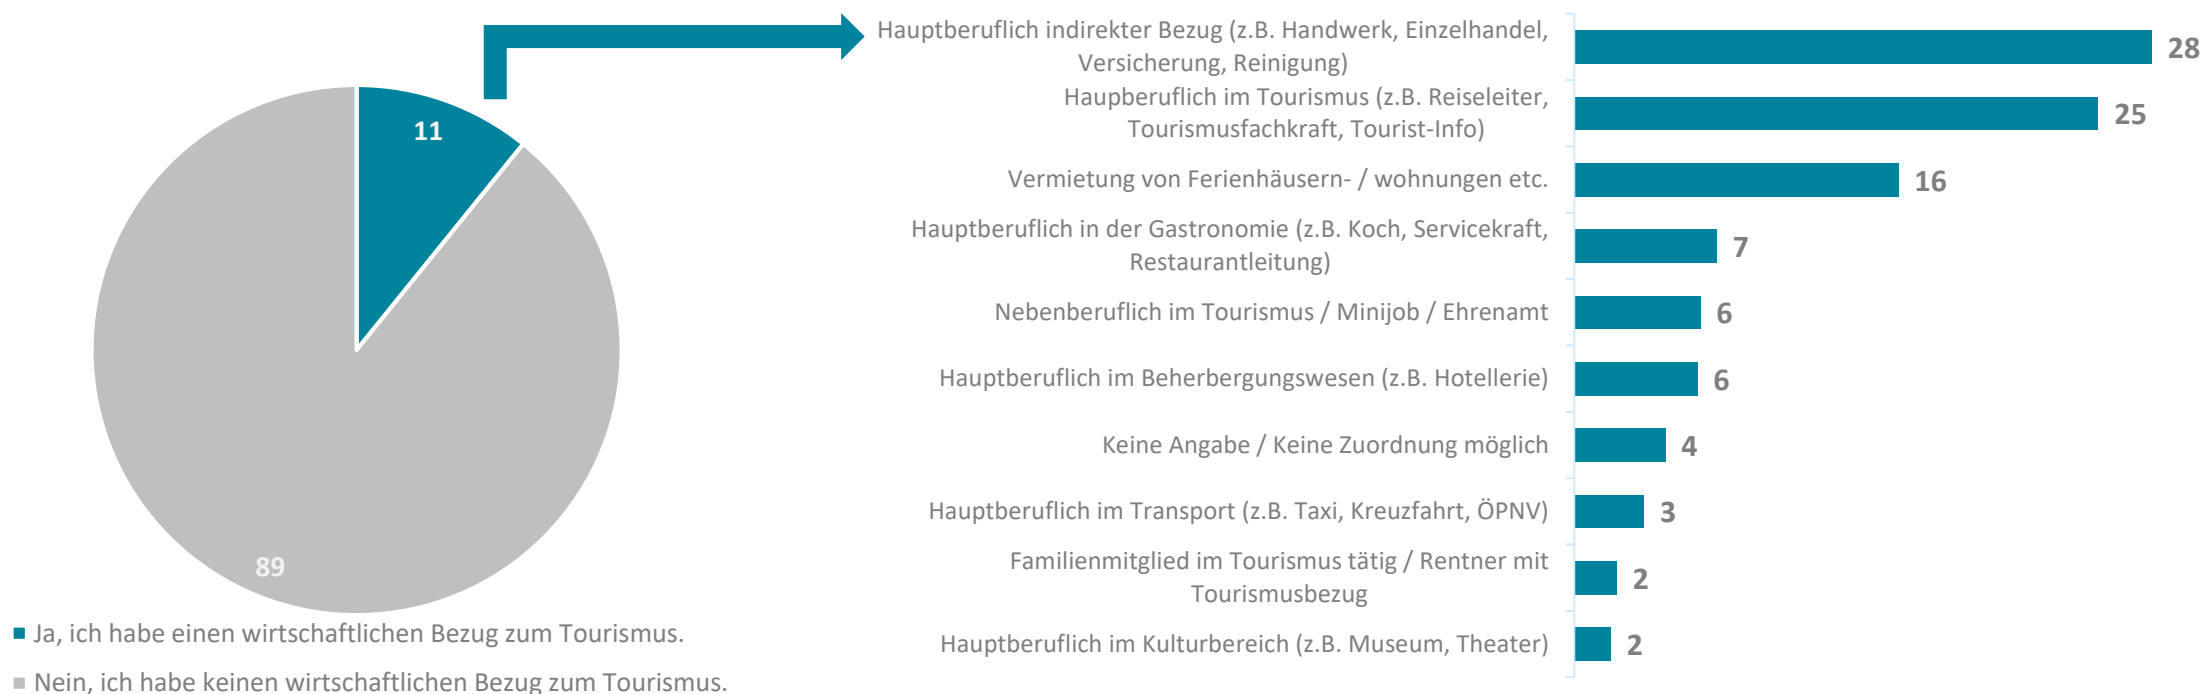 11
89
Ja, ich habe einen wirtschaftlichen Bezug zum Tourismus.
Nein, ich habe keinen wirtschaftlichen Bezug zum Tourismus.
Hauptberuflich indirekter Bezug (z.B. Handwerk, Einzelhandel,
Versicherung, Reinigung)
28
Haupberuflich im Tourismus (z.B. Reiseleiter,
Tourismusfachkraft, Tourist-Info)
25
Vermietung von Ferienhäusern- / wohnungen etc.
16
Hauptberuflich in der Gastronomie (z.B. Koch, Servicekraft,
Restaurantleitung)
7
Nebenberuflich im Tourismus / Minijob / Ehrenamt
6
Hauptberuflich im Beherbergungswesen (z.B. Hotellerie)
6
Keine Angabe / Keine Zuordnung möglich
4
Hauptberuflich im Transport (z.B. Taxi, Kreuzfahrt, ÖPNV)
3
Familienmitglied im Tourismus tätig / Rentner mit
Tourismusbezug
2
Hauptberuflich im Kulturbereich (z.B. Museum, Theater)
2